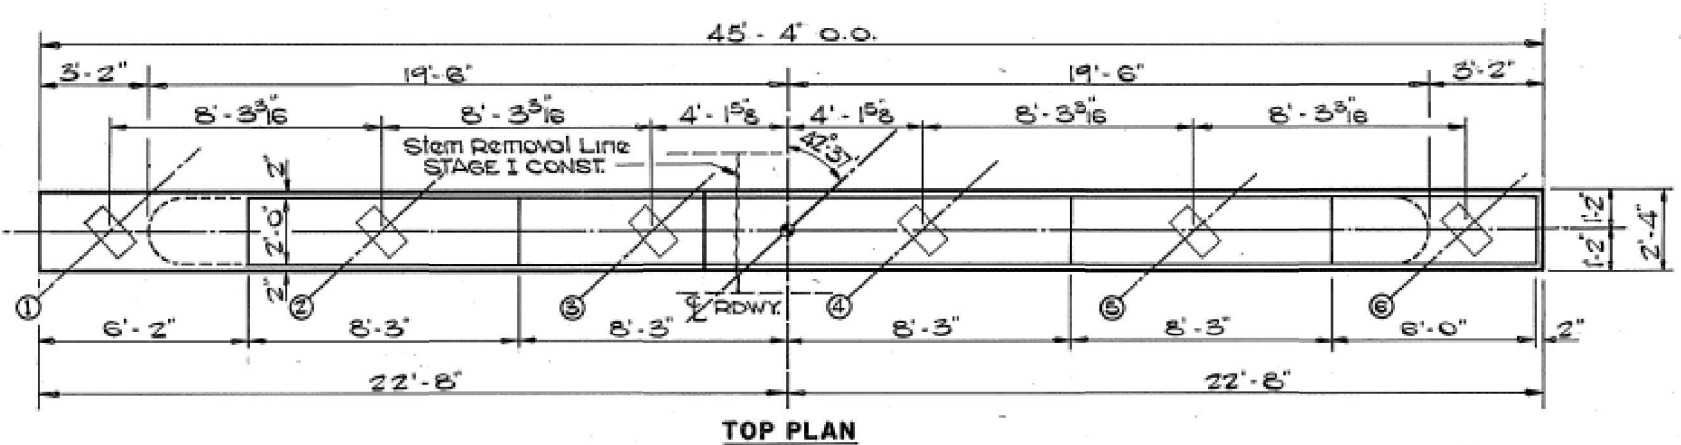 45'-4" O.O.
3'-2" 19'-6" 19'-6" 3'-2"
8'-3 3/16" 8'-3 3/16" 4'-1 5/8" 4'-1 5/8" 8'-3 3/16" 8'-3 3/16"
Stem Removal Line
STAGE I CONST.
42°37'
2"
2'-0"
2"
1'-2"
1'-2"
2'-4"
1 2 3 ℄ RDWY. 4 5 6
6'-2" 8'-3" 8'-3" 8'-3" 8'-3" 6'-0" 2"
22'-8" 22'-8"
TOP PLAN